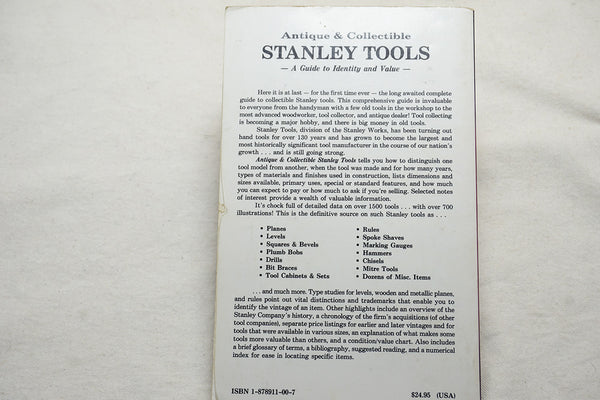 Antique & Collectible
STANLEY TOOLS
— A Guide to Identity and Value —
Here it is at last — for the first time ever — the long awaited complete
guide to collectible Stanley tools. This comprehensive guide is invaluable
to everyone from the handyman with a few old tools in the workshop to the
most advanced woodworker, tool collector, and antique dealer! Tool collecting
is becoming a major hobby, and there is big money in old tools.
Stanley Tools, division of the Stanley Works, has been turning out
hand tools for over 130 years and has grown to become the largest and
most historically significant tool manufacturer in the course of our nation's
growth . . . and is still going strong.
Antique & Collectible Stanley Tools tells you how to distinguish one
tool model from another, when the tool was made and for how many years,
types of materials and finishes used in construction, lists dimensions and
sizes available, primary uses, special or standard features, and how much
you can expect to pay or how much to ask if you're selling. Selected notes
of interest provide a wealth of valuable information.
It's chock full of detailed data on over 1500 tools . . . with over 700
illustrations! This is the definitive source on such Stanley tools as . . .
• Planes
• Levels
• Squares & Bevels
• Plumb Bobs
• Drills
• Bit Braces
• Tool Cabinets & Sets
• Rules
• Spoke Shaves
• Marking Gauges
• Hammers
• Chisels
• Mitre Tools
• Dozens of Misc. Items
. . . and much more. Type studies for levels, wooden and metallic planes,
and rules point out vital distinctions and trademarks that enable you to
identify the vintage of an item. Other highlights include an overview of the
Stanley Company's history, a chronology of the firm's acquisitions (of other
tool companies), separate price listings for earlier and later vintages and for
tools that were available in various sizes, an explanation of what makes some
tools more valuable than others, and a condition/value chart. Also includes
a brief glossary of terms, a bibliography, suggested reading, and a numerical
index for ease in locating specific items.
ISBN 1-878911-00-7
$24.95 (USA)